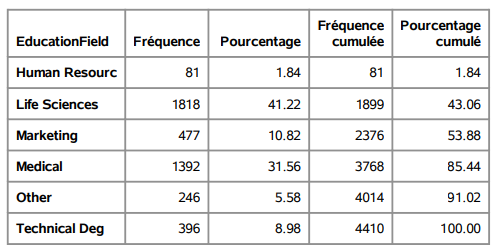 EducationField Fréquence Pourcentage Fréquence cumulée Pourcentage cumulé
Human Resourc 81 1.84 81 1.84
Life Sciences 1818 41.22 1899 43.06
Marketing 477 10.82 2376 53.88
Medical 1392 31.56 3768 85.44
Other 246 5.58 4014 91.02
Technical Deg 396 8.98 4410 100.00